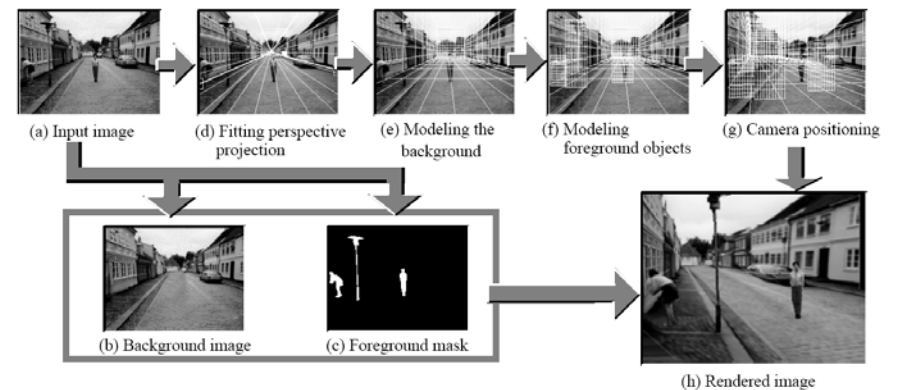 (a) Input image
(d) Fitting perspective
projection
(e) Modeling the
background
(f) Modeling
foreground objects
(g) Camera positioning
(b) Background image
(c) Foreground mask
(h) Rendered image